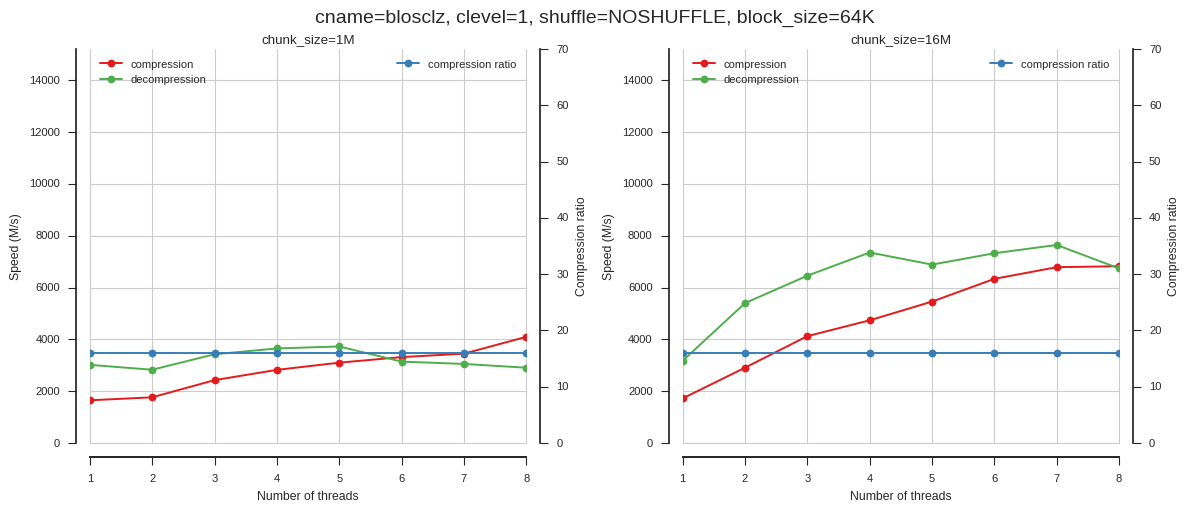 cname=blosclz, clevel=1, shuffle=NOSHUFFLE, block_size=64K
chunk_size=1M
compression
decompression
compression ratio
Speed (M/s)
14000
12000
10000
8000
6000
4000
2000
0
70
60
50
40
30
20
10
0
Compression ratio
1 2 3 4 5 6 7 8
Number of threads
chunk_size=16M
compression
decompression
compression ratio
Speed (M/s)
14000
12000
10000
8000
6000
4000
2000
0
70
60
50
40
30
20
10
0
Compression ratio
1 2 3 4 5 6 7 8
Number of threads